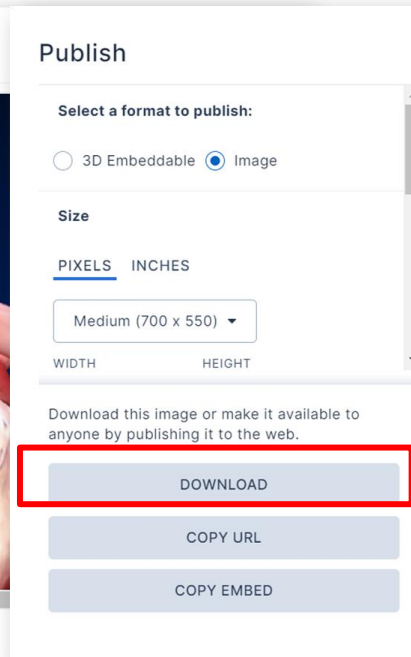 Publish
Select a format to publish:
3D Embeddable Image
Size
PIXELS INCHES
Medium (700 x 550)
WIDTH HEIGHT
Download this image or make it available to
anyone by publishing it to the web.
DOWNLOAD
COPY URL
COPY EMBED